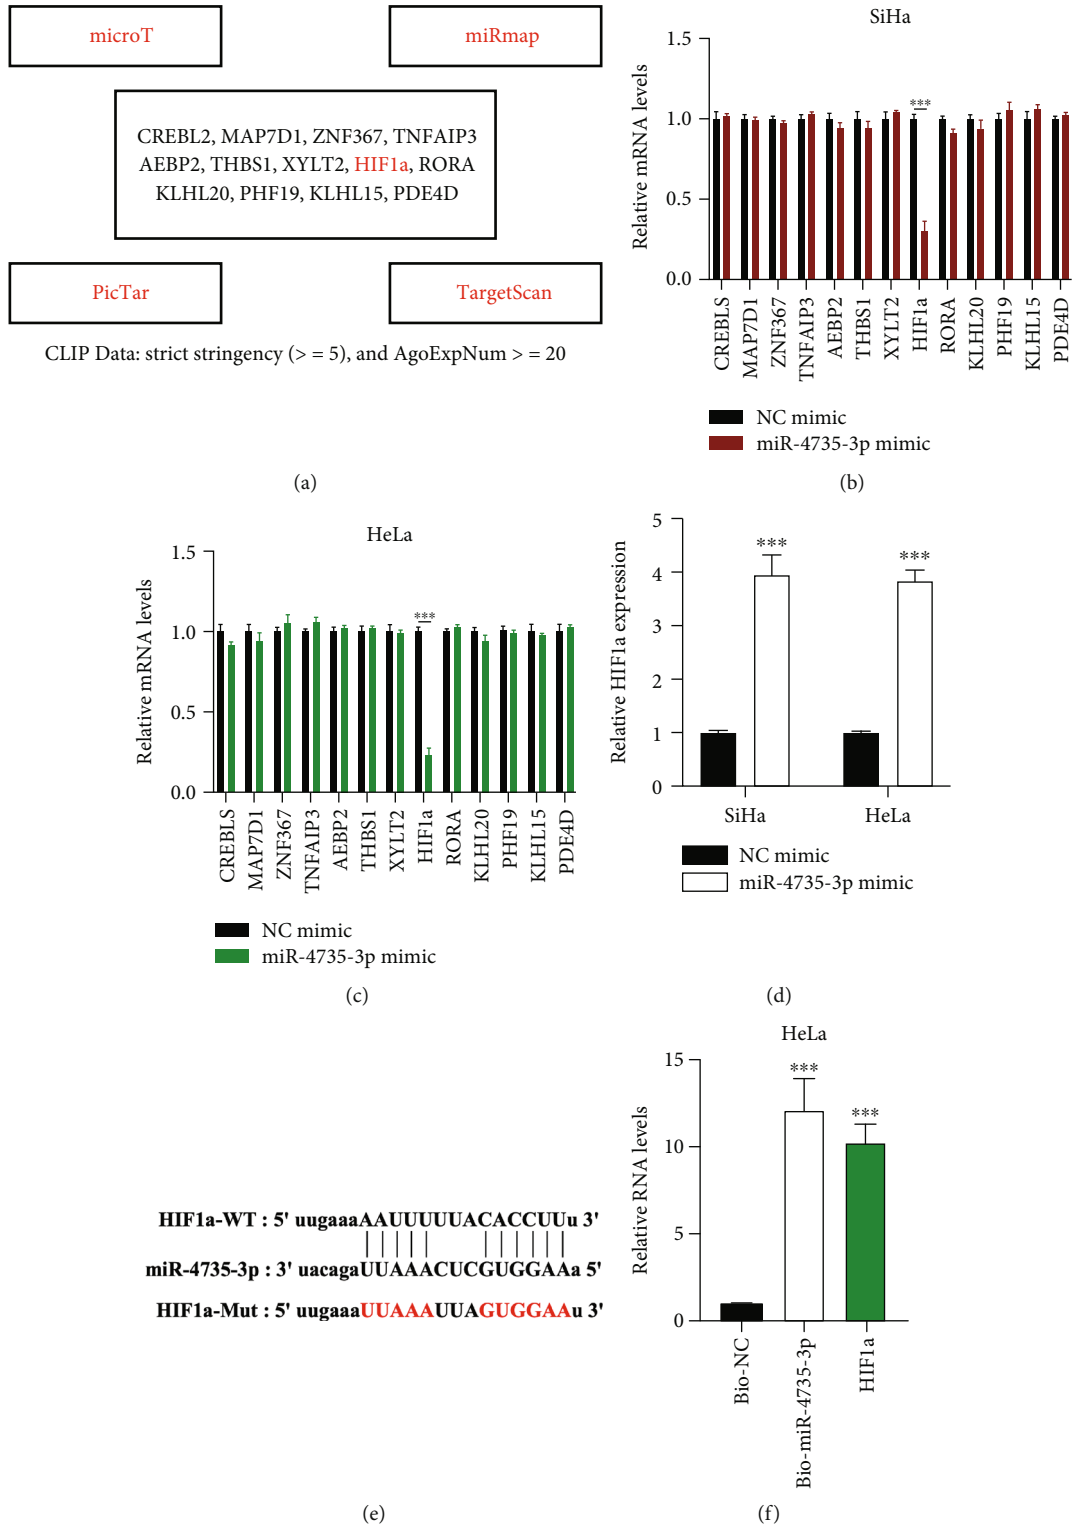 microT
miRmap
CREBL2, MAP7D1, ZNF367, TNFAIP3
AEBP2, THBS1, XYLT2, HIF1a, RORA
KLHL20, PHF19, KLHL15, PDE4D
PicTar
TargetScan
CLIP Data: strict stringency (> = 5), and AgoExpNum > = 20
(a)
SiHa
Relative mRNA levels
1.5
1.0
0.5
0.0
***
CREBLS
MAP7D1
ZNF367
TNFAIP3
AEBP2
THBS1
XYLT2
HIF1a
RORA
KLHL20
PHF19
KLHL15
PDE4D
NC mimic
miR-4735-3p mimic
(b)
HeLa
Relative mRNA levels
1.5
1.0
0.5
0.0
***
CREBLS
MAP7D1
ZNF367
TNFAIP3
AEBP2
THBS1
XYLT2
HIF1a
RORA
KLHL20
PHF19
KLHL15
PDE4D
NC mimic
miR-4735-3p mimic
(c)
Relative HIF1a expression
5
4
3
2
1
0
***
***
SiHa
HeLa
NC mimic
miR-4735-3p mimic
(d)
HIF1a-WT : 5' uugaaaAAUUUUUACACCUUu 3'
miR-4735-3p : 3' uacagaUUAAACUCGUGGAAa 5'
HIF1a-Mut : 5' uugaaaUUAAAUUAGUGGAAu 3'
(e)
HeLa
Relative RNA levels
15
10
5
0
***
***
Bio-NC
Bio-miR-4735-3p
HIF1a
(f)